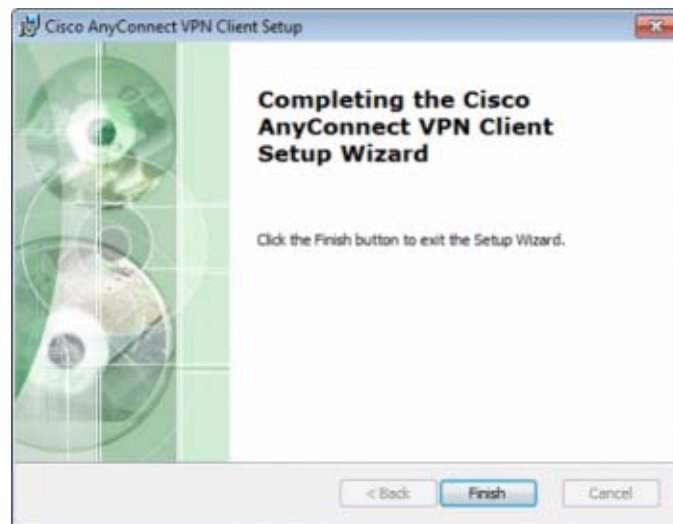 Cisco AnyConnect VPN Client Setup
Completing the Cisco
AnyConnect VPN Client
Setup Wizard
Click the Finish button to exit the Setup Wizard.
< Back
Finish
Cancel